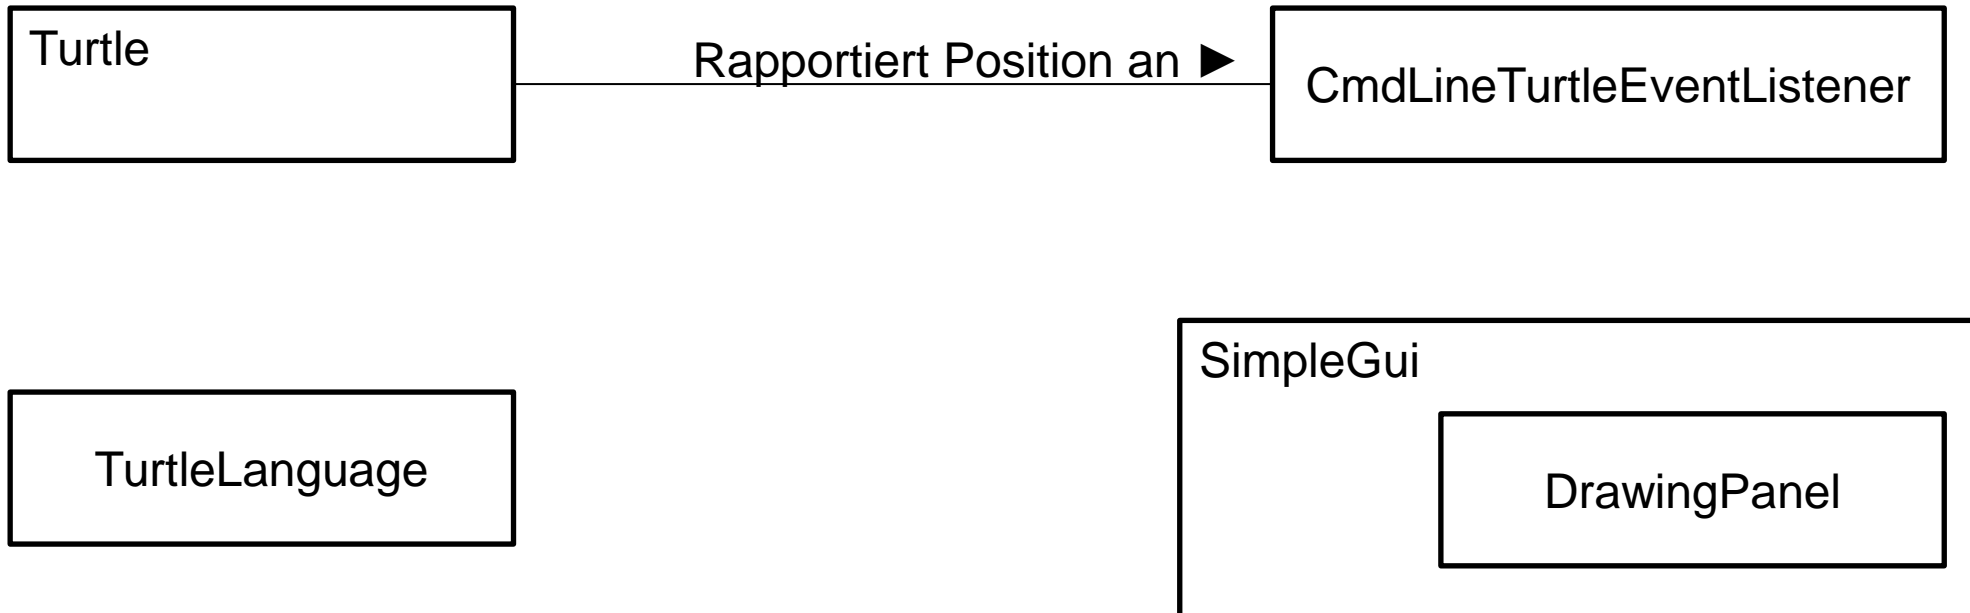 Turtle
Rapportiert Position an ►
CmdLineTurtleEventListener
SimpleGui
TurtleLanguage
DrawingPanel